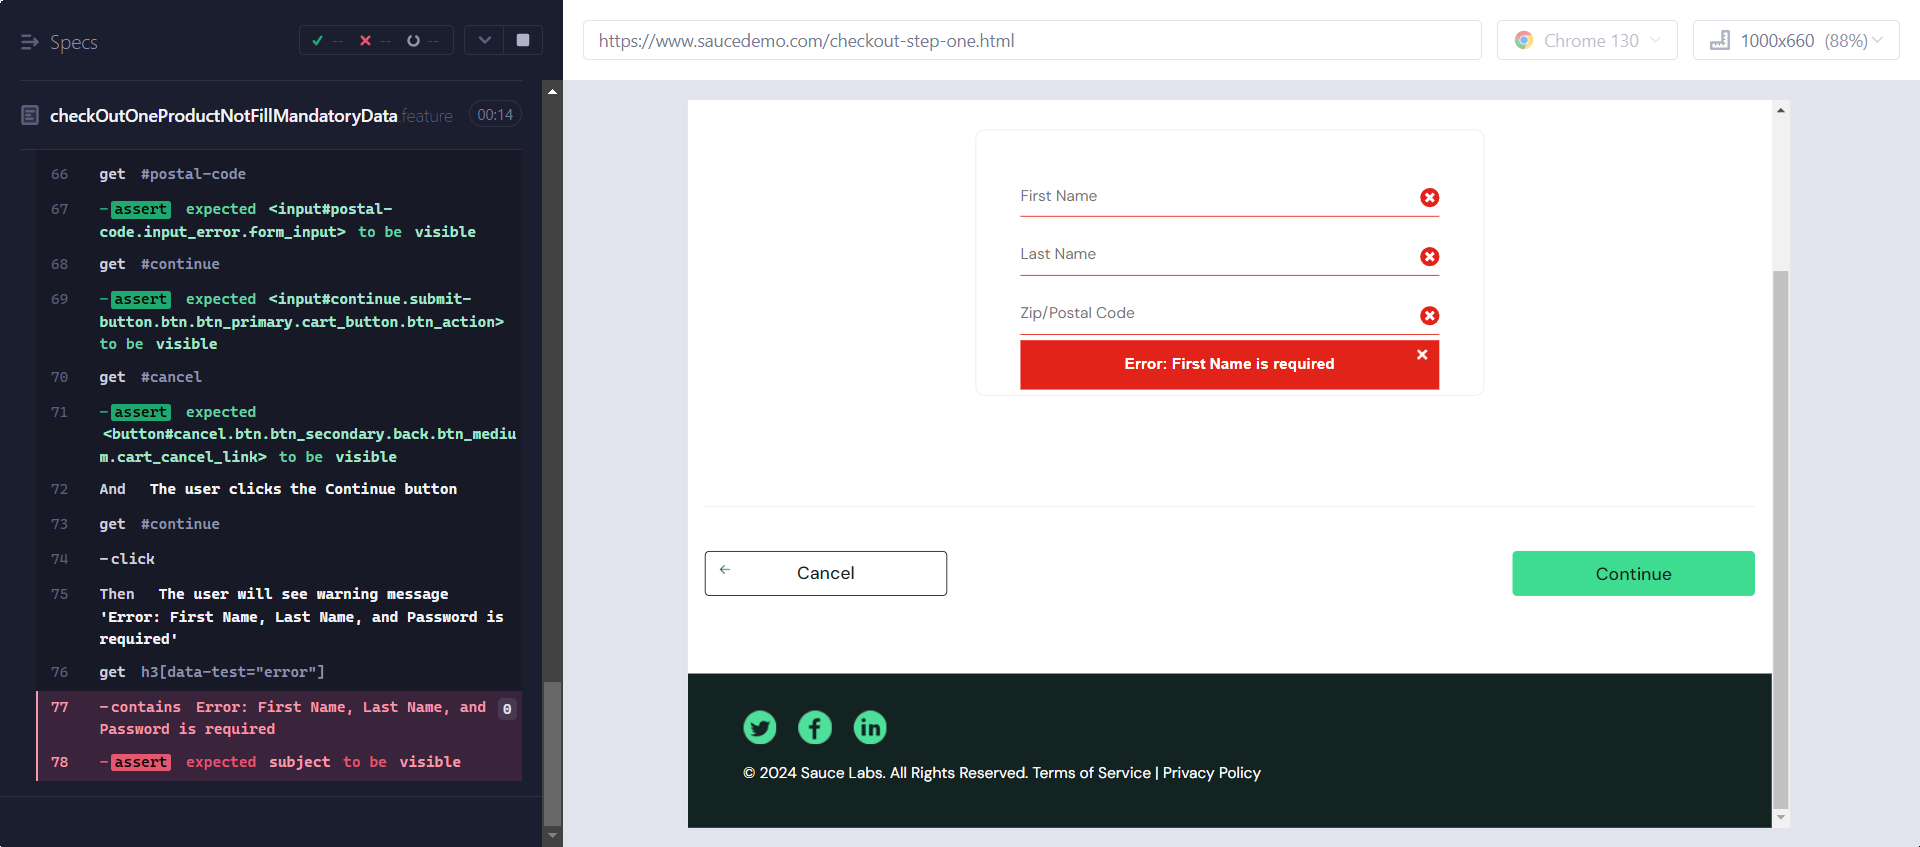 Specs
-- -- --
checkOutOneProductNotFillMandatoryData.feature 00:14
66 get #postal-code
67 -assert expected <input#postal-
code.input_error.form_input> to be visible
68 get #continue
69 -assert expected <input#continue.submit-
button.btn.btn_primary.cart_button.btn_action>
to be visible
70 get #cancel
71 -assert expected
<button#cancel.btn.btn_secondary.back.btn_mediu
m.cart_cancel_link> to be visible
72 And The user clicks the Continue button
73 get #continue
74 -click
75 Then The user will see warning message
'Error: First Name, Last Name, and Password is
required'
76 get h3[data-test="error"]
77 -contains Error: First Name, Last Name, and 0
Password is required
78 -assert expected subject to be visible
https://www.saucedemo.com/checkout-step-one.html
Chrome 130
1000x660 (88%)
First Name
Last Name
Zip/Postal Code
Error: First Name is required
Cancel
Continue
© 2024 Sauce Labs. All Rights Reserved. Terms of Service | Privacy Policy